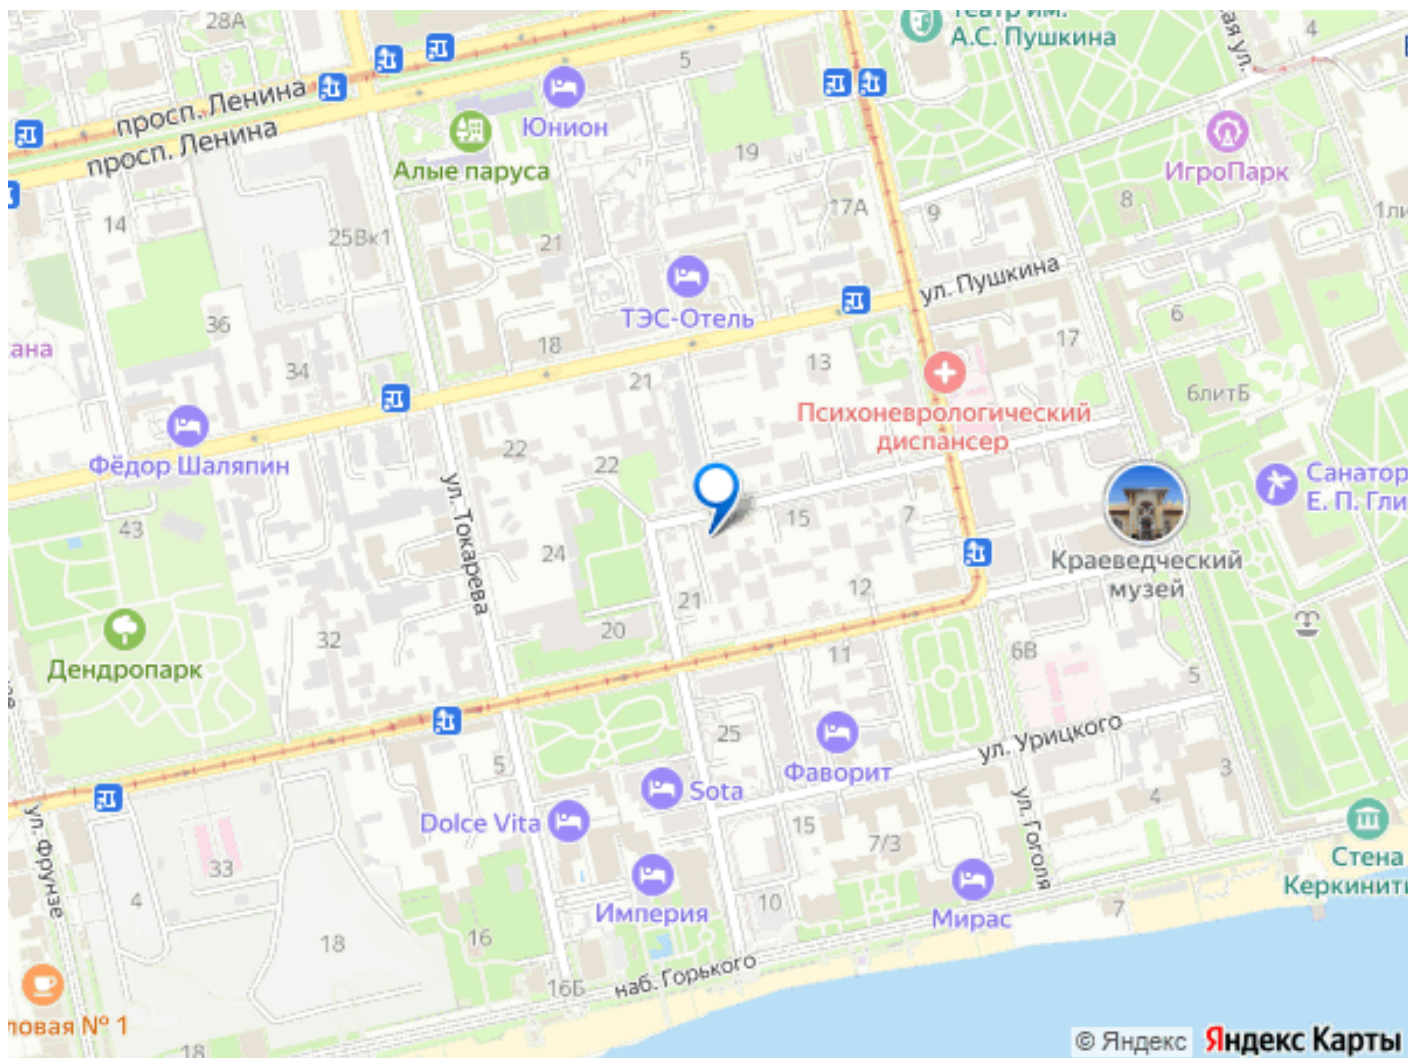 28А
театр им.
А.С. Пушкина
4
5
просп. Ленина
просп. Ленина
Юнион
Алые паруса
19
ИгроПарк
14
25Вк1
21
17А
9
8
1ли
ул. Пушкина
ТЭС-Отель
36
18
13
6
17
ана
34
21
6литБ
Психоневрологический
диспансер
Фёдор Шаляпин
22
22
Санатор
Е. П. Гли
43
ул. Токарева
24
15
7
Краеведческий
музей
12
21
20
32
Дендропарк
11
6В
5
25
ул. Урицкого
Фаворит
5
3
Sota
4
Dolce Vita
ул. Фрунзе
15
7/3
ул. Гоголя
Стена
Керкинити
33
4
Империя
10
Мирас
7
16
18
наб. Горького
16Б
ловая № 1
18
© Яндекс Яндекс Карты